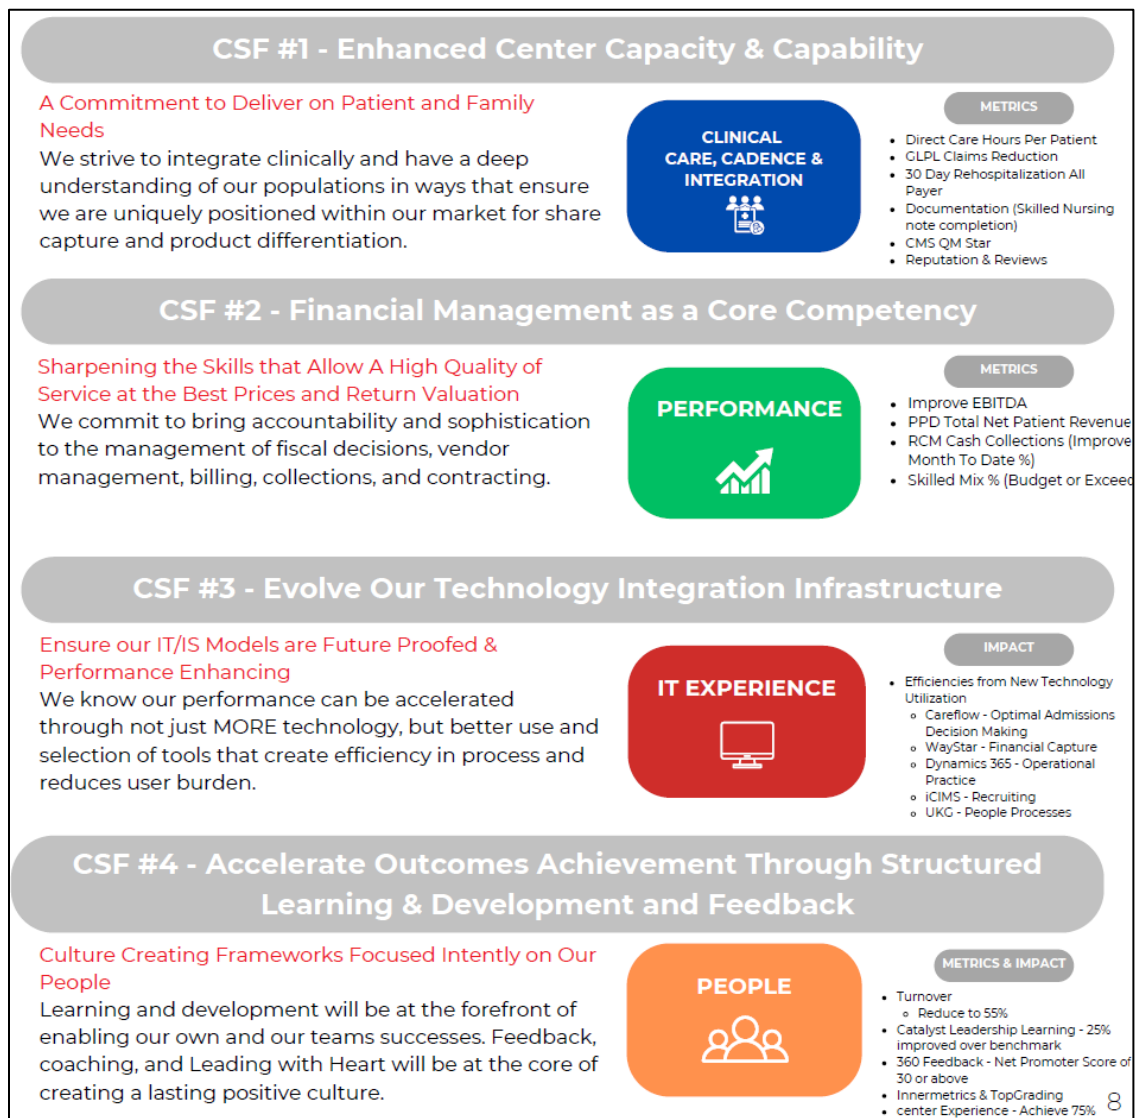 CSF #1 - Enhanced Center Capacity & Capability
A Commitment to Deliver on Patient and Family
Needs
We strive to integrate clinically and have a deep
understanding of our populations in ways that ensure
we are uniquely positioned within our market for share
capture and product differentiation.
CLINICAL
CARE, CADENCE &
INTEGRATION
METRICS
• Direct Care Hours Per Patient
• GLPL Claims Reduction
• 30 Day Rehospitalization All
Payer
• Documentation (Skilled Nursing
note completion)
• CMS QM Star
• Reputation & Reviews
CSF #2 - Financial Management as a Core Competency
Sharpening the Skills that Allow A High Quality of
Service at the Best Prices and Return Valuation
We commit to bring accountability and sophistication
to the management of fiscal decisions, vendor
management, billing, collections, and contracting.
PERFORMANCE
METRICS
• Improve EBITDA
• PPD Total Net Patient Revenue
• RCM Cash Collections (Improve
Month To Date %)
• Skilled Mix % (Budget or Exceed
CSF #3 - Evolve Our Technology Integration Infrastructure
Ensure our IT/IS Models are Future Proofed &
Performance Enhancing
We know our performance can be accelerated
through not just MORE technology, but better use and
selection of tools that create efficiency in process and
reduces user burden.
IT EXPERIENCE
IMPACT
• Efficiencies from New Technology
Utilization
○ Careflow - Optimal Admissions
Decision Making
○ WayStar - Financial Capture
○ Dynamics 365 - Operational
Practice
○ iCIMS - Recruiting
○ UKG - People Processes
CSF #4 - Accelerate Outcomes Achievement Through Structured
Learning & Development and Feedback
Culture Creating Frameworks Focused Intently on Our
People
Learning and development will be at the forefront of
enabling our own and our teams successes. Feedback,
coaching, and Leading with Heart will be at the core of
creating a lasting positive culture.
PEOPLE
METRICS & IMPACT
• Turnover
○ Reduce to 55%
• Catalyst Leadership Learning - 25%
improved over benchmark
• 360 Feedback - Net Promoter Score of
30 or above
• Innermetrics & TopGrading
• center Experience - Achieve 75%
8